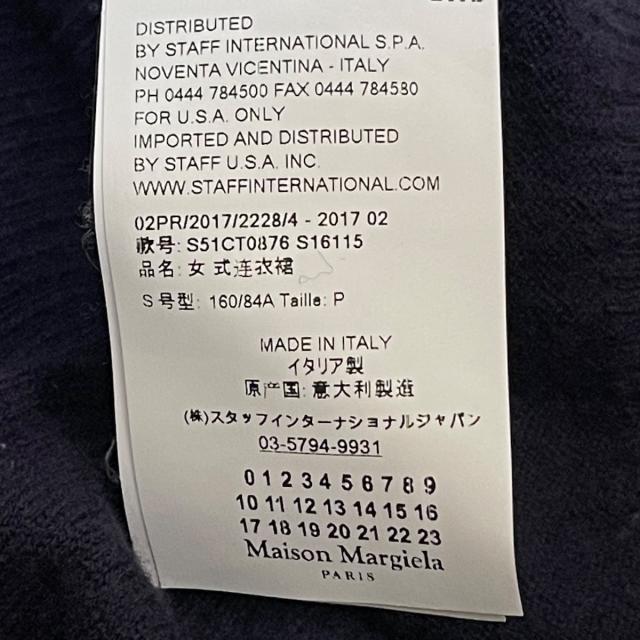 DISTRIBUTED
BY STAFF INTERNATIONAL S.P.A.
NOVENTA VICENTINA - ITALY
PH 0444 784500 FAX 0444 784580
FOR U.S.A. ONLY
IMPORTED AND DISTRIBUTED
BY STAFF U.S.A. INC.
WWW.STAFFINTERNATIONAL.COM
02PR/2017/2228/4 - 2017 02
款号: S51CT0876 S16115
品名: 女 式连衣裙
S 号型: 160/84A Taille: P
MADE IN ITALY
イタリア製
原产国: 意大利製造
(株)スタッフインターナショナルジャパン
03-5794-9931
0 1 2 3 4 5 6 7 8 9
10 11 12 13 14 15 16
17 18 19 20 21 22 23
Maison Margiela
PARIS